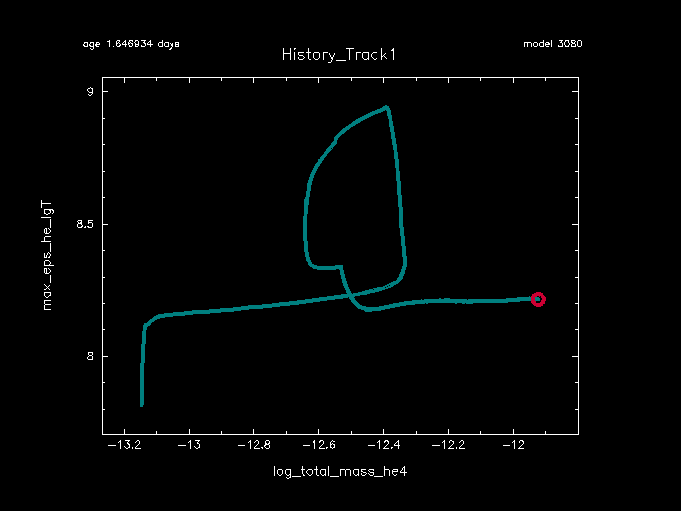 age 1.646934 days
model 3080
History_Track1
9
8.5
8
max_eps_he_lgT
-13.2 -13 -12.8 -12.6 -12.4 -12.2 -12
log_total_mass_he4